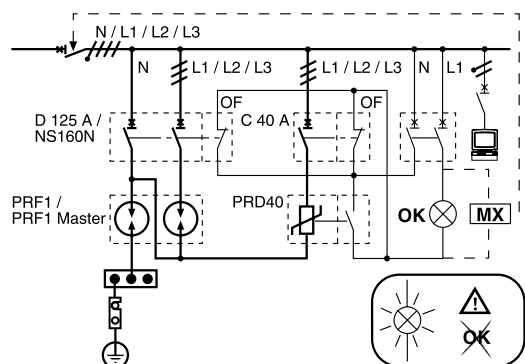 N / L1 / L2 / L3
N
L1 / L2 / L3
L1 / L2 / L3
N
L1
OF
OF
D 125 A /
NS160N
C 40 A
PRF1 /
PRF1 Master
PRD40
OK
MX
!
OK